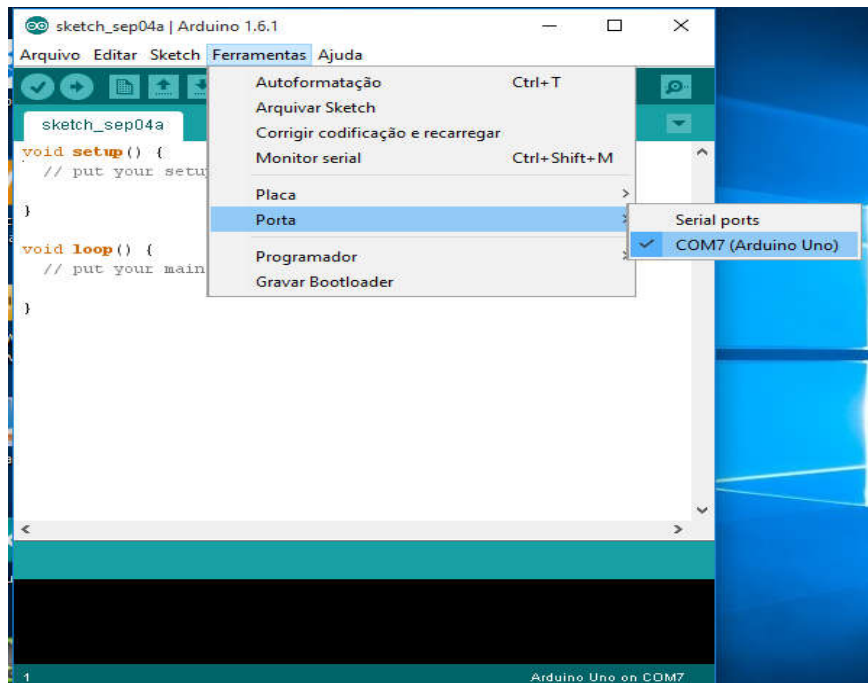 sketch_sep04a | Arduino 1.6.1
Arquivo Editar Sketch Ferramentas Ajuda
Autoformatação Ctrl+T
Arquivar Sketch
Corrigir codificação e recarregar
Monitor serial Ctrl+Shift+M
Placa
Porta
Programador
Gravar Bootloader
Serial ports
COM7 (Arduino Uno)
sketch_sep04a
void setup() {
// put your setu
}
void loop() {
// put your main
}
1 Arduino Uno on COM7